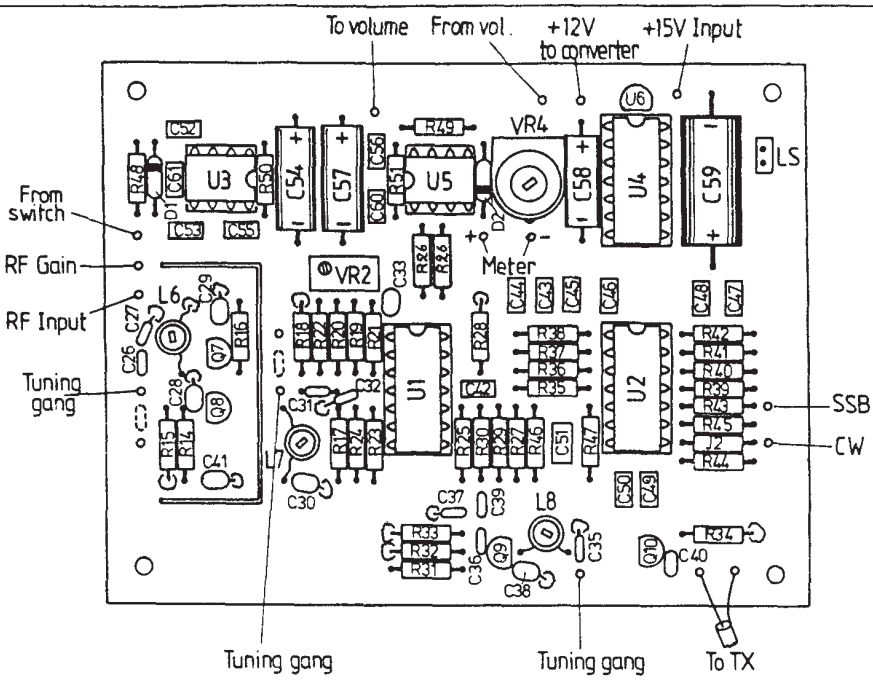 To volume
From vol.
+12V
to converter
+15V Input
U6
C52
R49
VR4
LS
R48
D1
C61
U3
R50
C54
C57
C56
C60
R51
U5
D2
C58
U4
C59
+
+
+
-
-
-
-
+
From
switch
C53
C55
+
Meter
-
RF Gain
R26
R26
VR2
C33
C44
C43
C45
C46
C48
C47
RF Input
L6
C29
C27
C26
Q7
R16
R18
R22
R20
R19
R21
U1
R28
R38
R37
R36
R35
U2
R42
R41
R40
R39
R43
R45
J2
R44
Tuning
gang
C28
Q8
C31
C32
C42
SSB
CW
R15
R14
C41
L7
R17
R24
R23
R25
R30
R29
R27
R46
C51
R47
C30
C50
C49
C37
C39
L8
C35
R33
R32
R31
C36
Q9
C38
Q10
C40
R34
Tuning gang
Tuning gang
To TX